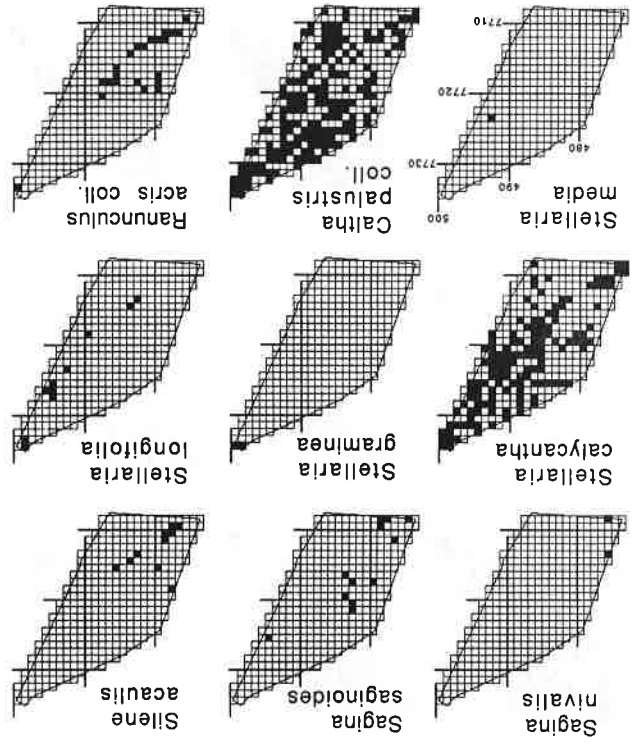 Sagina
nivalis
Sagina
saginoides
Silene
acaulis
Stellaria
calycantha
Stellaria
graminea
Stellaria
longifolia
Stellaria
media
500
7730
490
480
7720
7710
Caltha
palustris
coll.
Ranunculus
acris coll.